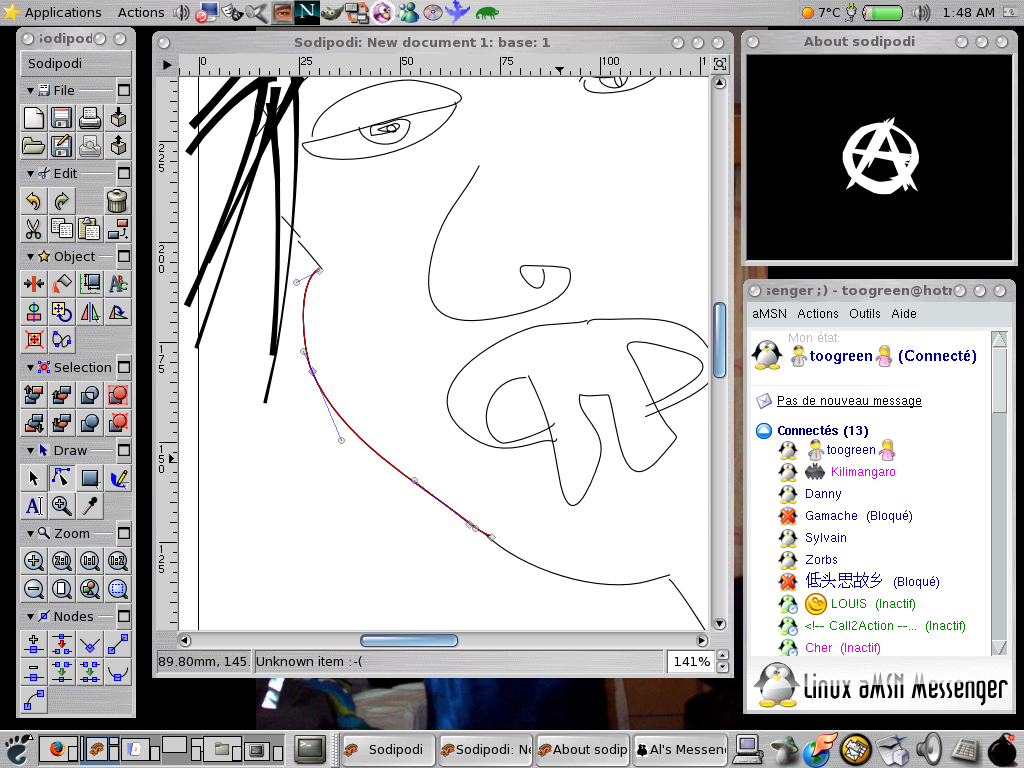 Applications Actions 7°C 1:48 AM
Sodipodi
File
Edit
Object
Selection
Draw
Zoom
Nodes
Sodipodi: New document 1: base: 1
0 25 50 75 100
225
200
175
150
125
89.80mm, 145. Unknown item :-( 141%
About sodipodi
ssenger ;) - toogreen@hotr
aMSN Actions Outils Aide
Mon état:
toogreen (Connecté)
Pas de nouveau message
Connectés (13)
toogreen
Kilimangaro
Danny
Gamache (Bloqué)
Sylvain
Zorbs
低头思故乡 (Bloqué)
LOU!S (Inactif)
<!-- Call2Action --... (Inactif)
Cher (Inactif)
Linux aMSN Messenger
Sodipodi Sodipodi: Ne About sodip Al's Messen